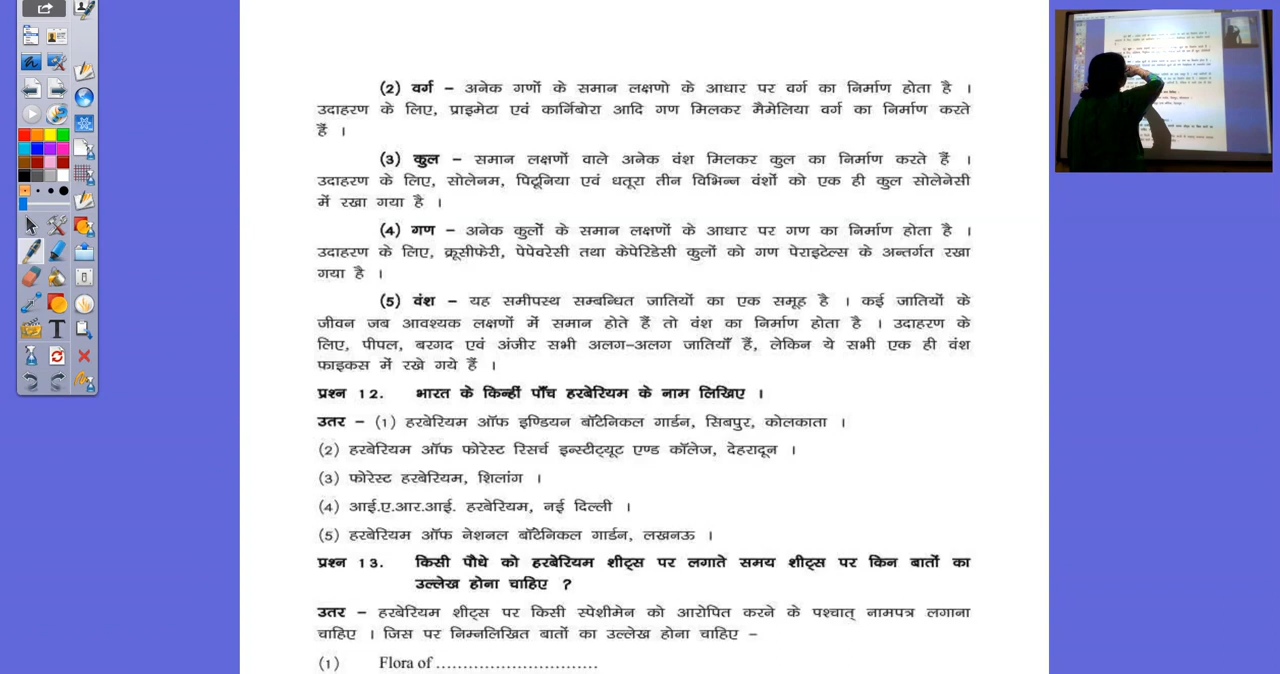 (2) वर्ग – अनेक गणों के समान लक्षणो के आधार पर वर्ग का निर्माण होता है ।
उदाहरण के लिए, प्राइमेटा एवं कार्निबोरा आदि गण मिलकर मैमेलिया वर्ग का निर्माण करते
हैं ।
(3) कुल – समान लक्षणों वाले अनेक वंश मिलकर कुल का निर्माण करते हैं ।
उदाहरण के लिए, सोलेनम, पिटूनिया एवं धतूरा तीन विभिन्न वंशों को एक ही कुल सोलेनेसी
में रखा गया है ।
(4) गण – अनेक कुलों के समान लक्षणों के आधार पर गण का निर्माण होता है ।
उदाहरण के लिए, क्रूसीफेरी, पेपेवरेसी तथा केपेरिडेसी कुलों को गण पेराइटेल्स के अन्तर्गत रखा
गया है ।
(5) वंश – यह समीपस्थ सम्बन्धित जातियों का एक समूह है । कई जातियों के
जीवन जब आवश्यक लक्षणों में समान होते हैं तो वंश का निर्माण होता है । उदाहरण के
लिए, पीपल, बरगद एवं अंजीर सभी अलग-अलग जातियाँ हैं, लेकिन ये सभी एक ही वंश
फाइकस में रखे गये हैं ।
प्रश्न 12. भारत के किन्हीं पाँच हरबेरियम के नाम लिखिए ।
उतर – (1) हरबेरियम ऑफ इण्डियन बॉटेनिकल गार्डन, सिबपुर, कोलकाता ।
(2) हरबेरियम ऑफ फोरेस्ट रिसर्च इन्स्टीट्यूट एण्ड कॉलेज, देहरादून ।
(3) फोरेस्ट हरबेरियम, शिलांग ।
(4) आई.ए.आर.आई. हरबेरियम, नई दिल्ली ।
(5) हरबेरियम ऑफ नेशनल बॉटेनिकल गार्डन, लखनऊ ।
प्रश्न 13. किसी पौधे को हरबेरियम शीट्स पर लगाते समय शीट्स पर किन बातों का
उल्लेख होना चाहिए ?
उतर – हरबेरियम शीट्स पर किसी स्पेशीमेन को आरोपित करने के पश्चात् नामपत्र लगाना
चाहिए । जिस पर निम्नलिखित बातों का उल्लेख होना चाहिए –
(1) Flora of .............................